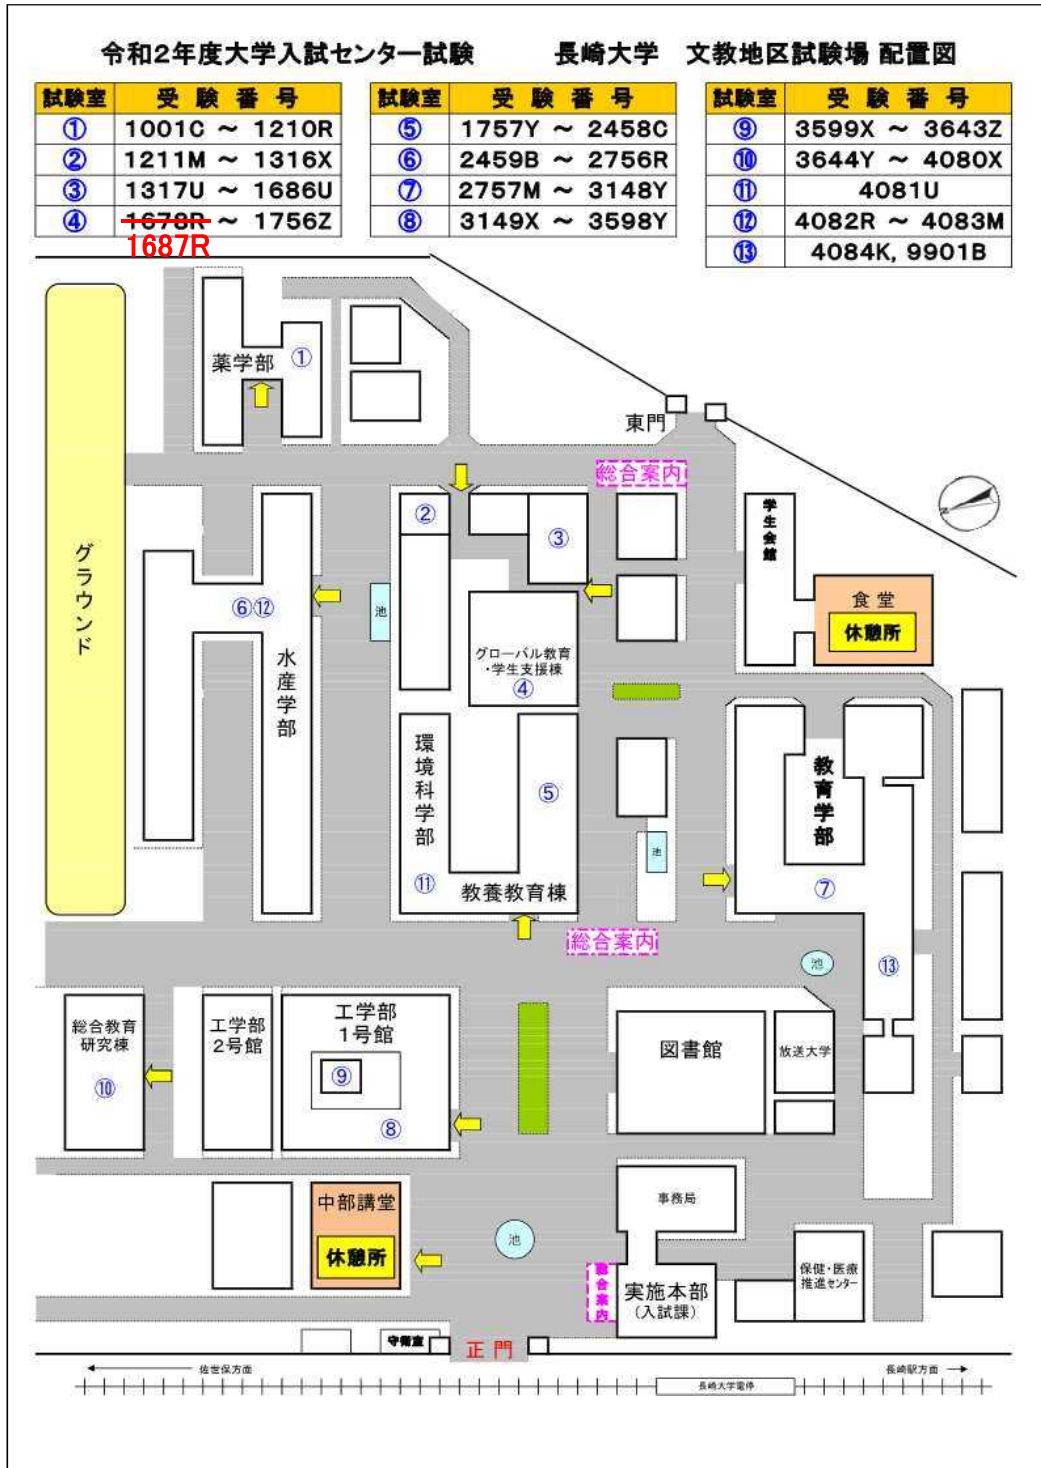 令和2年度大学入試センター試験　長崎大学　文教地区試験場 配置図
試験室 受験番号
① 1001C ～ 1210R
② 1211M ～ 1316X
③ 1317U ～ 1686U
④ 1678R ～ 1756Z
1687R
試験室 受験番号
⑤ 1757Y ～ 2458C
⑥ 2459B ～ 2756R
⑦ 2757M ～ 3148Y
⑧ 3149X ～ 3598Y
試験室 受験番号
⑨ 3599X ～ 3643Z
⑩ 3644Y ～ 4080X
⑪ 4081U
⑫ 4082R ～ 4083M
⑬ 4084K, 9901B
薬学部 ①
東門
総合案内
②
③
学生会館
N
グラウンド
⑥⑫
池
食堂
休憩所
水産学部
グローバル教育
・学生支援棟
④
環境科学部
⑤
教育学部
池
⑪
教養教育棟
⑦
総合案内
池
⑬
総合教育
研究棟
⑩
工学部
2号館
工学部
1号館
⑨
⑧
図書館
放送大学
中部講堂
休憩所
池
事務局
総合案内
実施本部
(入試課)
保健・医療
推進センター
守衛室
正門
佐世保方面
長崎駅方面
長崎大学電停